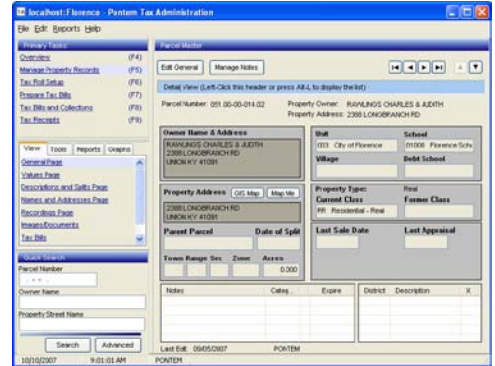 localhost:Florence - Pontem Tax Administration
File Edit Reports Help
Primary Tasks
Overview (F4)
Manage Property Records (F5)
Tax Roll Setup (F6)
Prepare Tax Bills (F7)
Tax Bills and Collections (F8)
Tax Receipts (F9)
View Tools Reports Graphs
General Page
Values Page
Descriptions and Splits Page
Names and Addresses Page
Recordings Page
Images/Documents
Tax Bills
Quick Search
Parcel Number
Owner Name
Property Street Name
Search Advanced
Parcel Master
Edit General Manage Notes
Detail View (Left-Click this header or press Alt-L to display the list)
Parcel Number: 051.00-00-014.02 Property Owner: RAWLINGS CHARLES & JUDITH
Property Address: 2388 LONGBRANCH RD
Owner Name & Address
RAWLINGS CHARLES & JUDITH
2388 LONGBRANCH RD
UNION KY 41091
Unit School
003 City of Florence 01008 Florence Sch
Village Debt School
Property Address GIS Map Map Me
2388 LONGBRANCH RD
UNION KY 41091
Property Type: Real
Current Class Former Class
RR Residential - Real
Parent Parcel Date of Split
Last Sale Date Last Appraisal
Town Range Sec Zone Acres
0.000
Notes Categ... Expire District Description X
Last Edit: 09/05/2007 PONTEM
10/10/2007 9:01:01 AM PONTEM